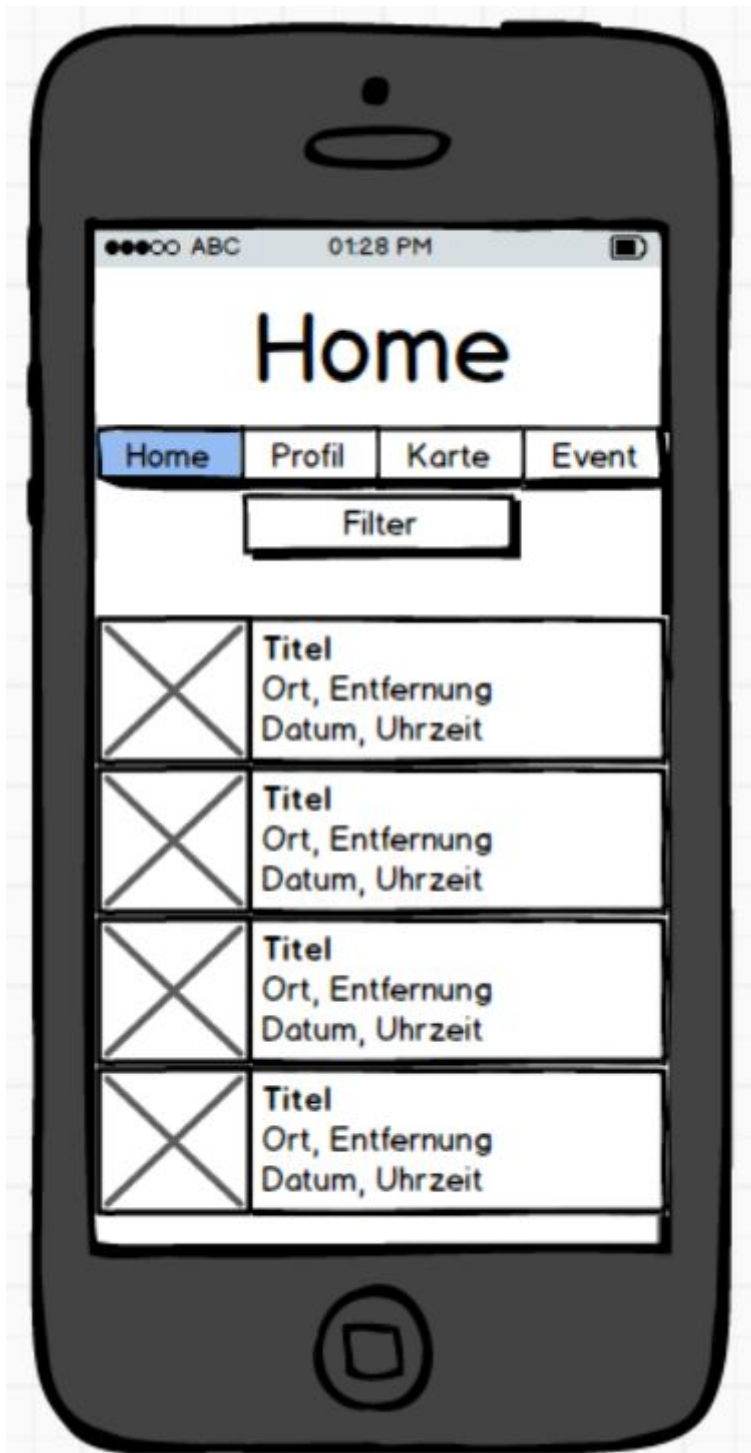 ABC 01:28 PM
Home
Home Profil Karte Event
Filter
Titel
Ort, Entfernung
Datum, Uhrzeit
Titel
Ort, Entfernung
Datum, Uhrzeit
Titel
Ort, Entfernung
Datum, Uhrzeit
Titel
Ort, Entfernung
Datum, Uhrzeit